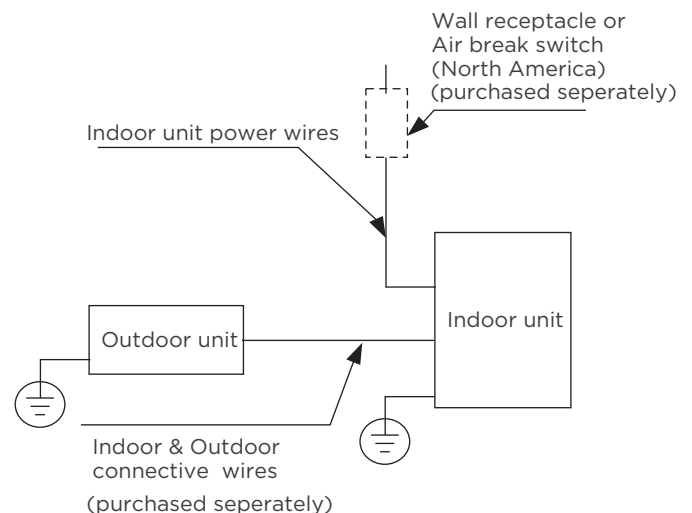 Wall receptacle or
Air break switch
(North America)
(purchased seperately)
Indoor unit power wires
Indoor unit
Outdoor unit
Indoor & Outdoor
connective wires
(purchased seperately)